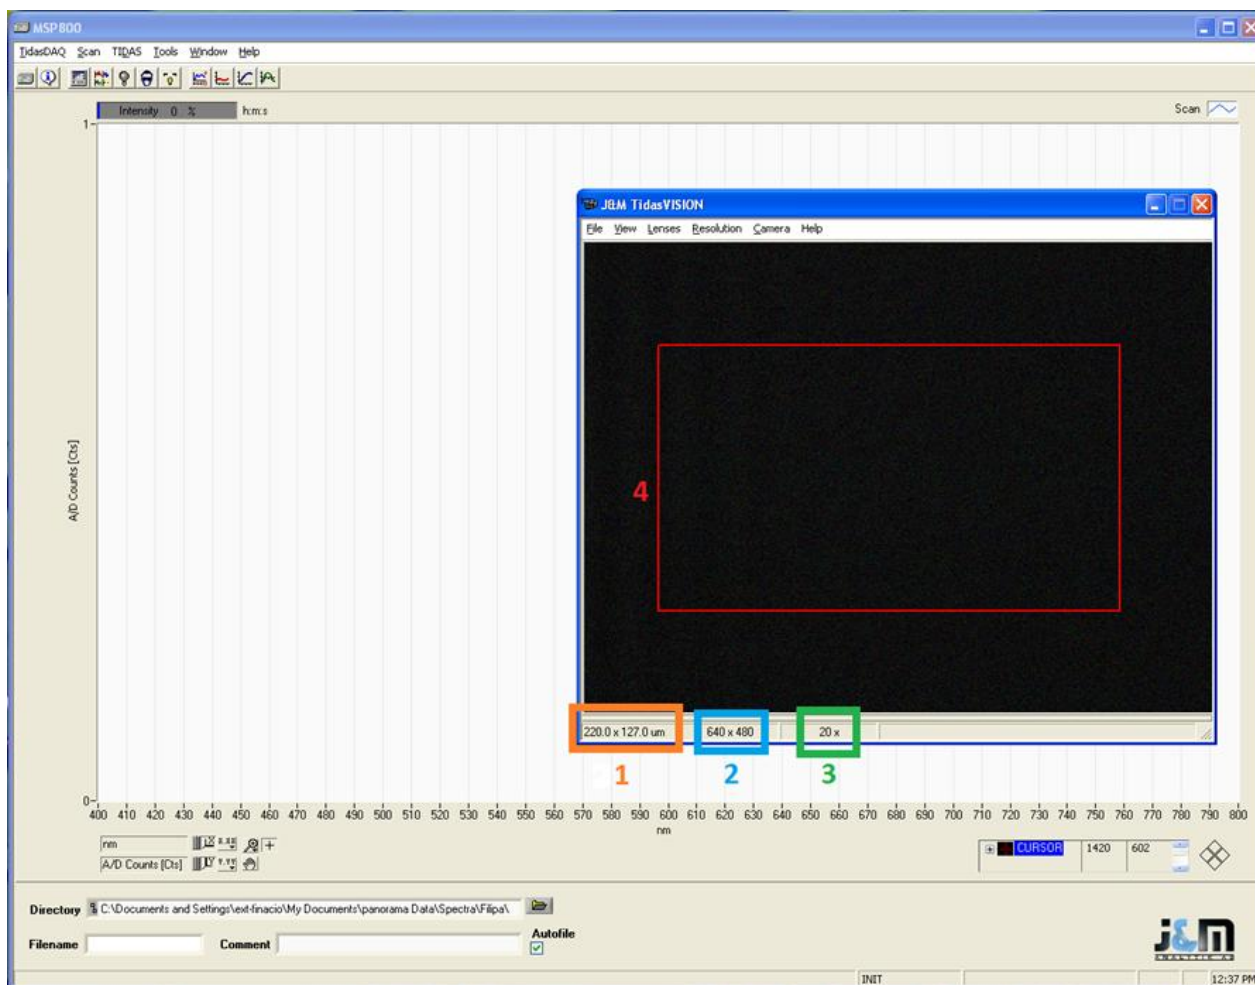 MSP800
TidasDAQ Scan TIDAS Tools Window Help
Intensity 0 % h:m:s Scan
1
J&M TidasVISION
File View Lenses Resolution Camera Help
4
A/D Counts [Cts]
220.0 x 127.0 um 640 x 480 20 x
1 2 3
0
400 410 420 430 440 450 460 470 480 490 500 510 520 530 540 550 560 570 580 590 600 610 620 630 640 650 660 670 680 690 700 710 720 730 740 750 760 770 780 790 800
nm
nm
CURSOR 1420 602
A/D Counts [Cts]
Directory C:\Documents and Settings\ext-finacio\My Documents\panorama Data\Spectra\Filipa\
Autofile
Filename Comment
J&M
ANALYTIK AG
INIT 12:37 PM